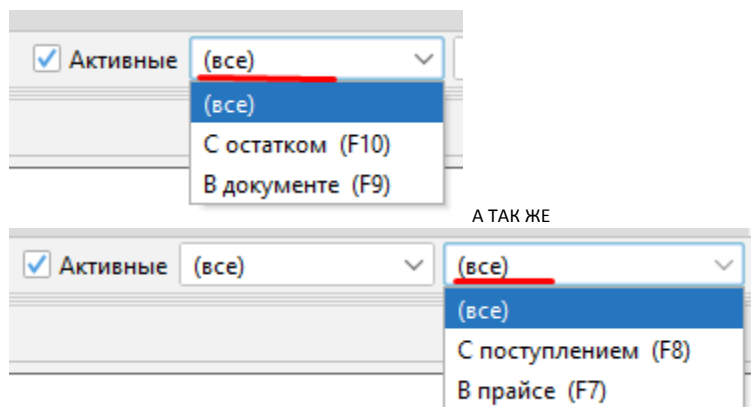 Активные (все)
(все)
С остатком (F10)
В документе (F9)
А ТАК ЖЕ
Активные (все) (все)
(все)
С поступлением (F8)
В прайсе (F7)